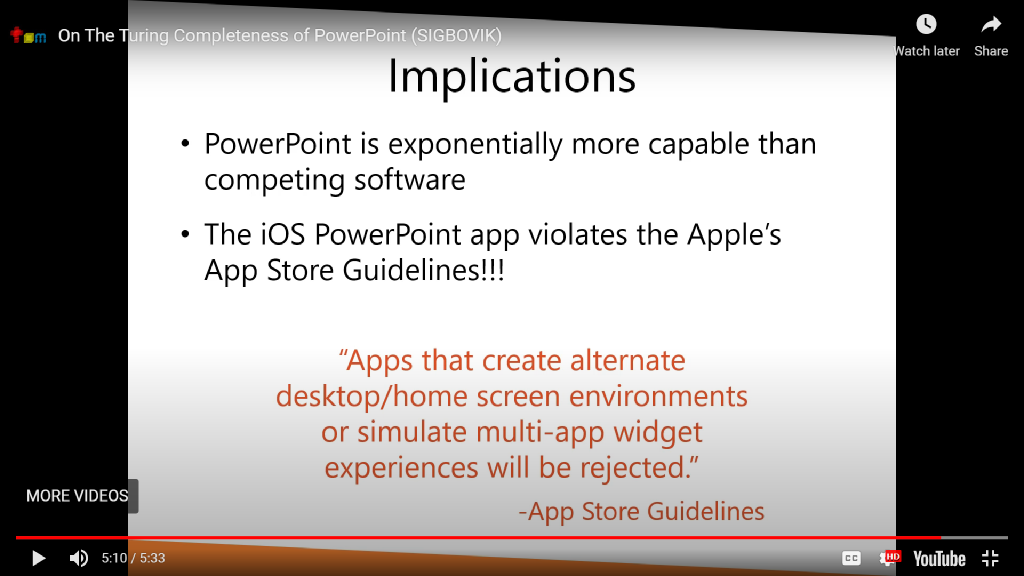 On The Turing Completeness of PowerPoint (SIGBOVIK)
Watch later
Share
Implications
• PowerPoint is exponentially more capable than
competing software
• The iOS PowerPoint app violates the Apple’s
App Store Guidelines!!!
“Apps that create alternate
desktop/home screen environments
or simulate multi-app widget
experiences will be rejected.”
-App Store Guidelines
MORE VIDEOS
5:10 / 5:33
CC
HD
YouTube